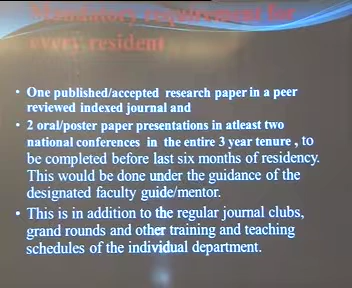 Mandatory requirement for
every resident
• One published/accepted research paper in a peer
reviewed indexed journal and
• 2 oral/poster paper presentations in atleast two
national conferences in the entire 3 year tenure , to
be completed before last six months of residency.
This would be done under the guidance of the
designated faculty guide/mentor.
• This is in addition to the regular journal clubs,
grand rounds and other training and teaching
schedules of the individual department.